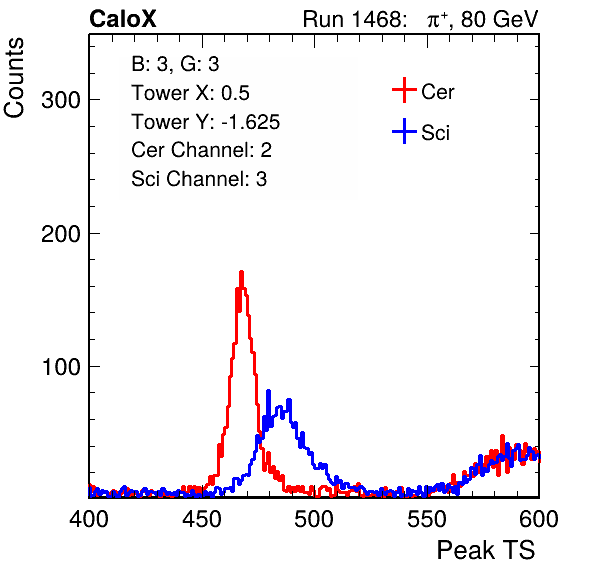 CaloX Run 1468: π⁺, 80 GeV
Counts
B: 3, G: 3
Tower X: 0.5
Tower Y: -1.625
Cer Channel: 2
Sci Channel: 3
Cer
Sci
300
200
100
400 450 500 550 600
Peak TS